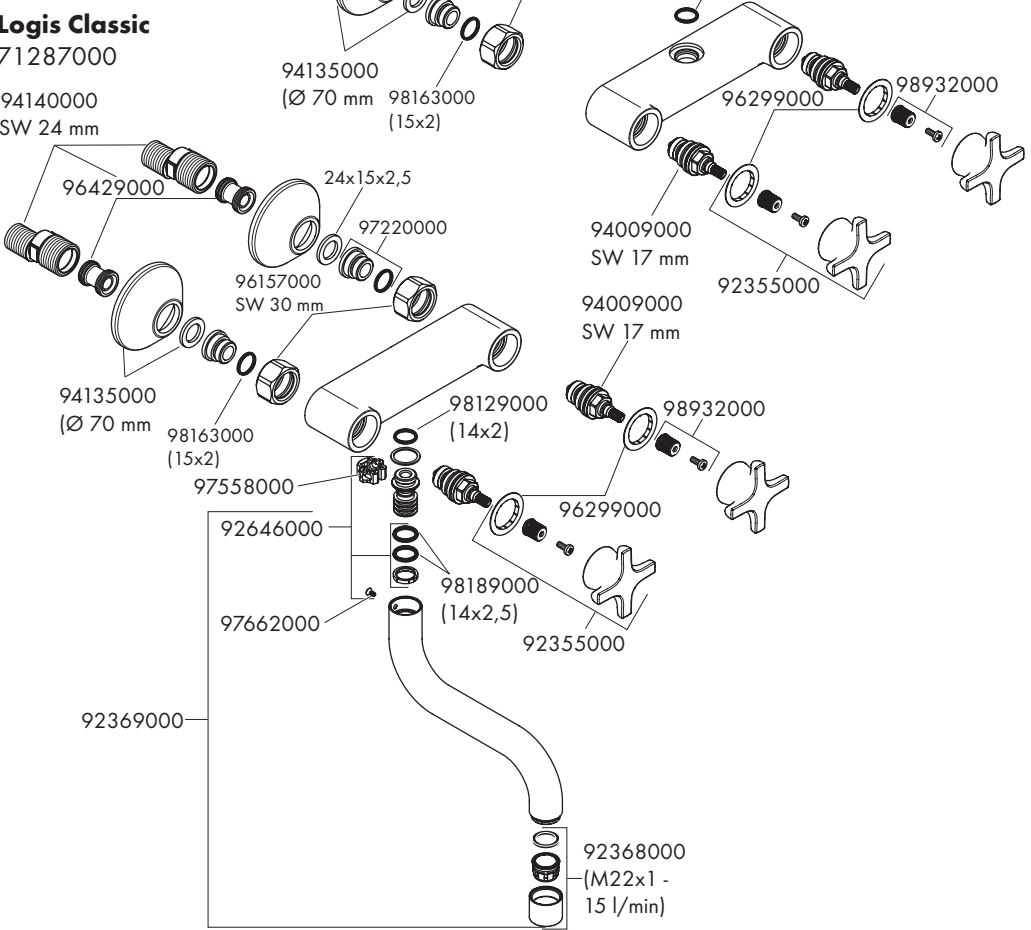 Logis Classic
71287000
94135000
(Ø 70 mm
98163000
(15x2)
94140000
SW 24 mm
96429000
24x15x2,5
97220000
96157000
SW 30 mm
94135000
(Ø 70 mm
98163000
(15x2)
96299000
98932000
94009000
SW 17 mm
92355000
94009000
SW 17 mm
98932000
98129000
(14x2)
97558000
92646000
96299000
98189000
(14x2,5)
97662000
92355000
92369000
92368000
(M22x1 -
15 l/min)